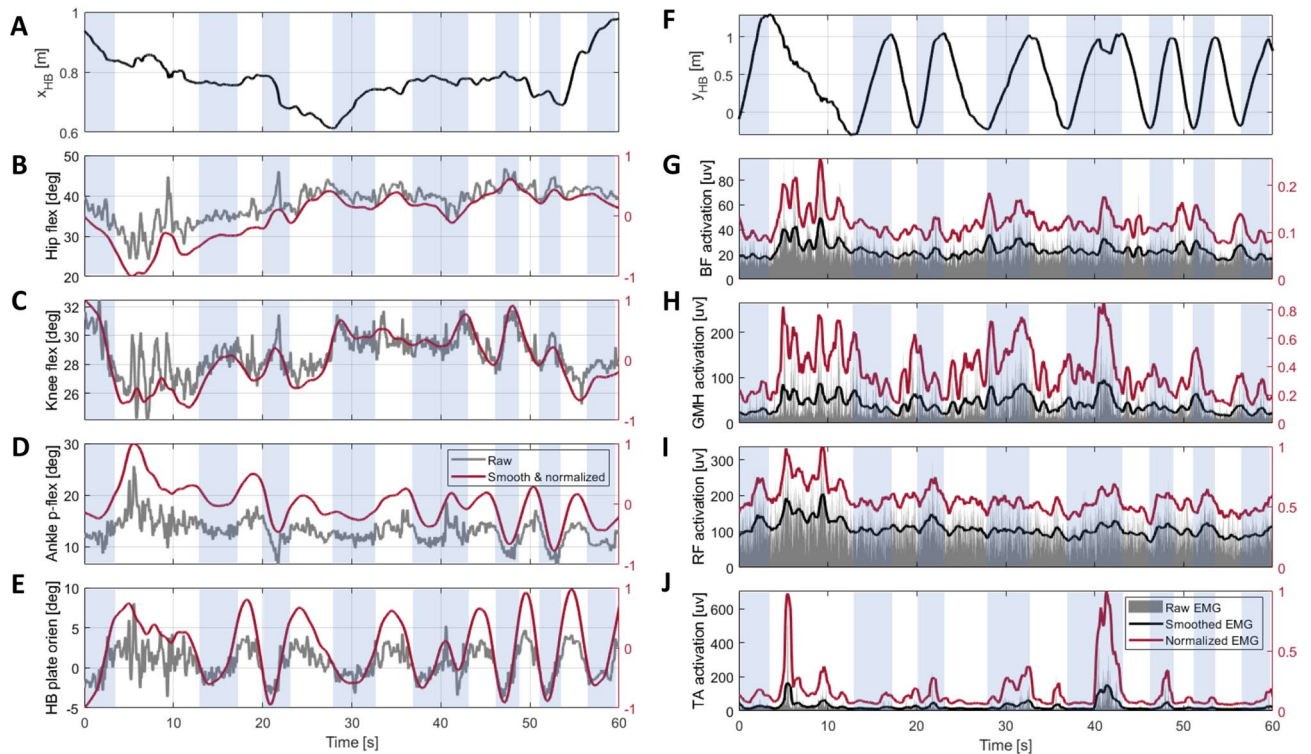 A
x_HB [m]
1
0.8
0.6
B
Hip flex [deg]
50
40
30
20
1
0
-1
C
Knee flex [deg]
32
30
28
26
1
0
-1
D
Ankle p-flex [deg]
30
20
10
1
0
-1
Raw
Smooth & normalized
E
HB plate orien [deg]
10
5
0
-5
1
0
-1
0 10 20 30 40 50 60
Time [s]
F
y_HB [m]
1
0.5
0
G
BF activation [uv]
80
60
40
20
0
0.2
0.1
0
H
GMH activation [uv]
200
100
0
0.8
0.6
0.4
0.2
0
I
RF activation [uv]
300
200
100
0
1
0.5
0
J
TA activation [uv]
600
400
200
0
1
0.5
0
Raw EMG
Smoothed EMG
Normalized EMG
0 10 20 30 40 50 60
Time [s]